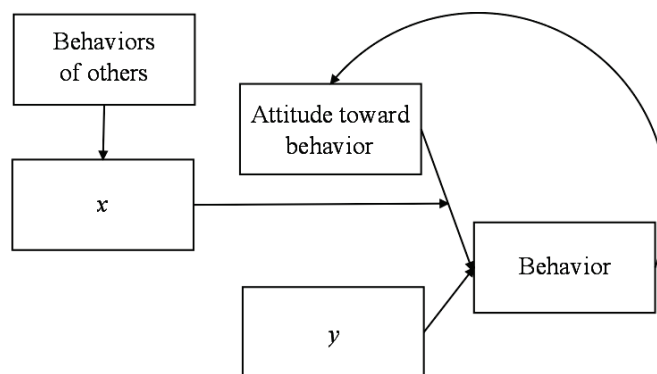 Behaviors
of others
Attitude toward
behavior
x
Behavior
y